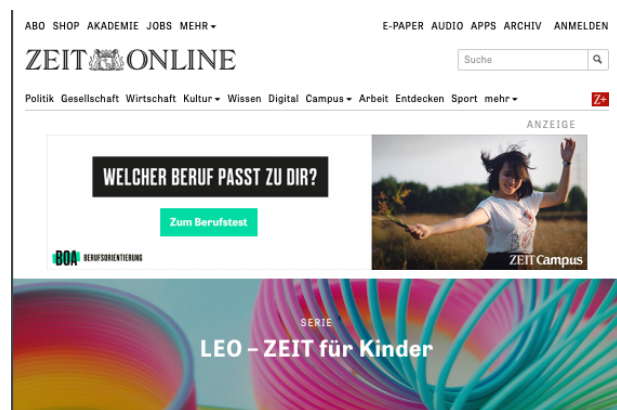 ABO SHOP AKADEMIE JOBS MEHR E-PAPER AUDIO APPS ARCHIV ANMELDEN
ZEIT ONLINE
Suche
Politik Gesellschaft Wirtschaft Kultur Wissen Digital Campus Arbeit Entdecken Sport mehr Z+
ANZEIGE
WELCHER BERUF PASST ZU DIR?
Zum Berufstest
BOA BERUFSORIENTIERUNG
ZEIT Campus
SERIE
LEO – ZEIT für Kinder